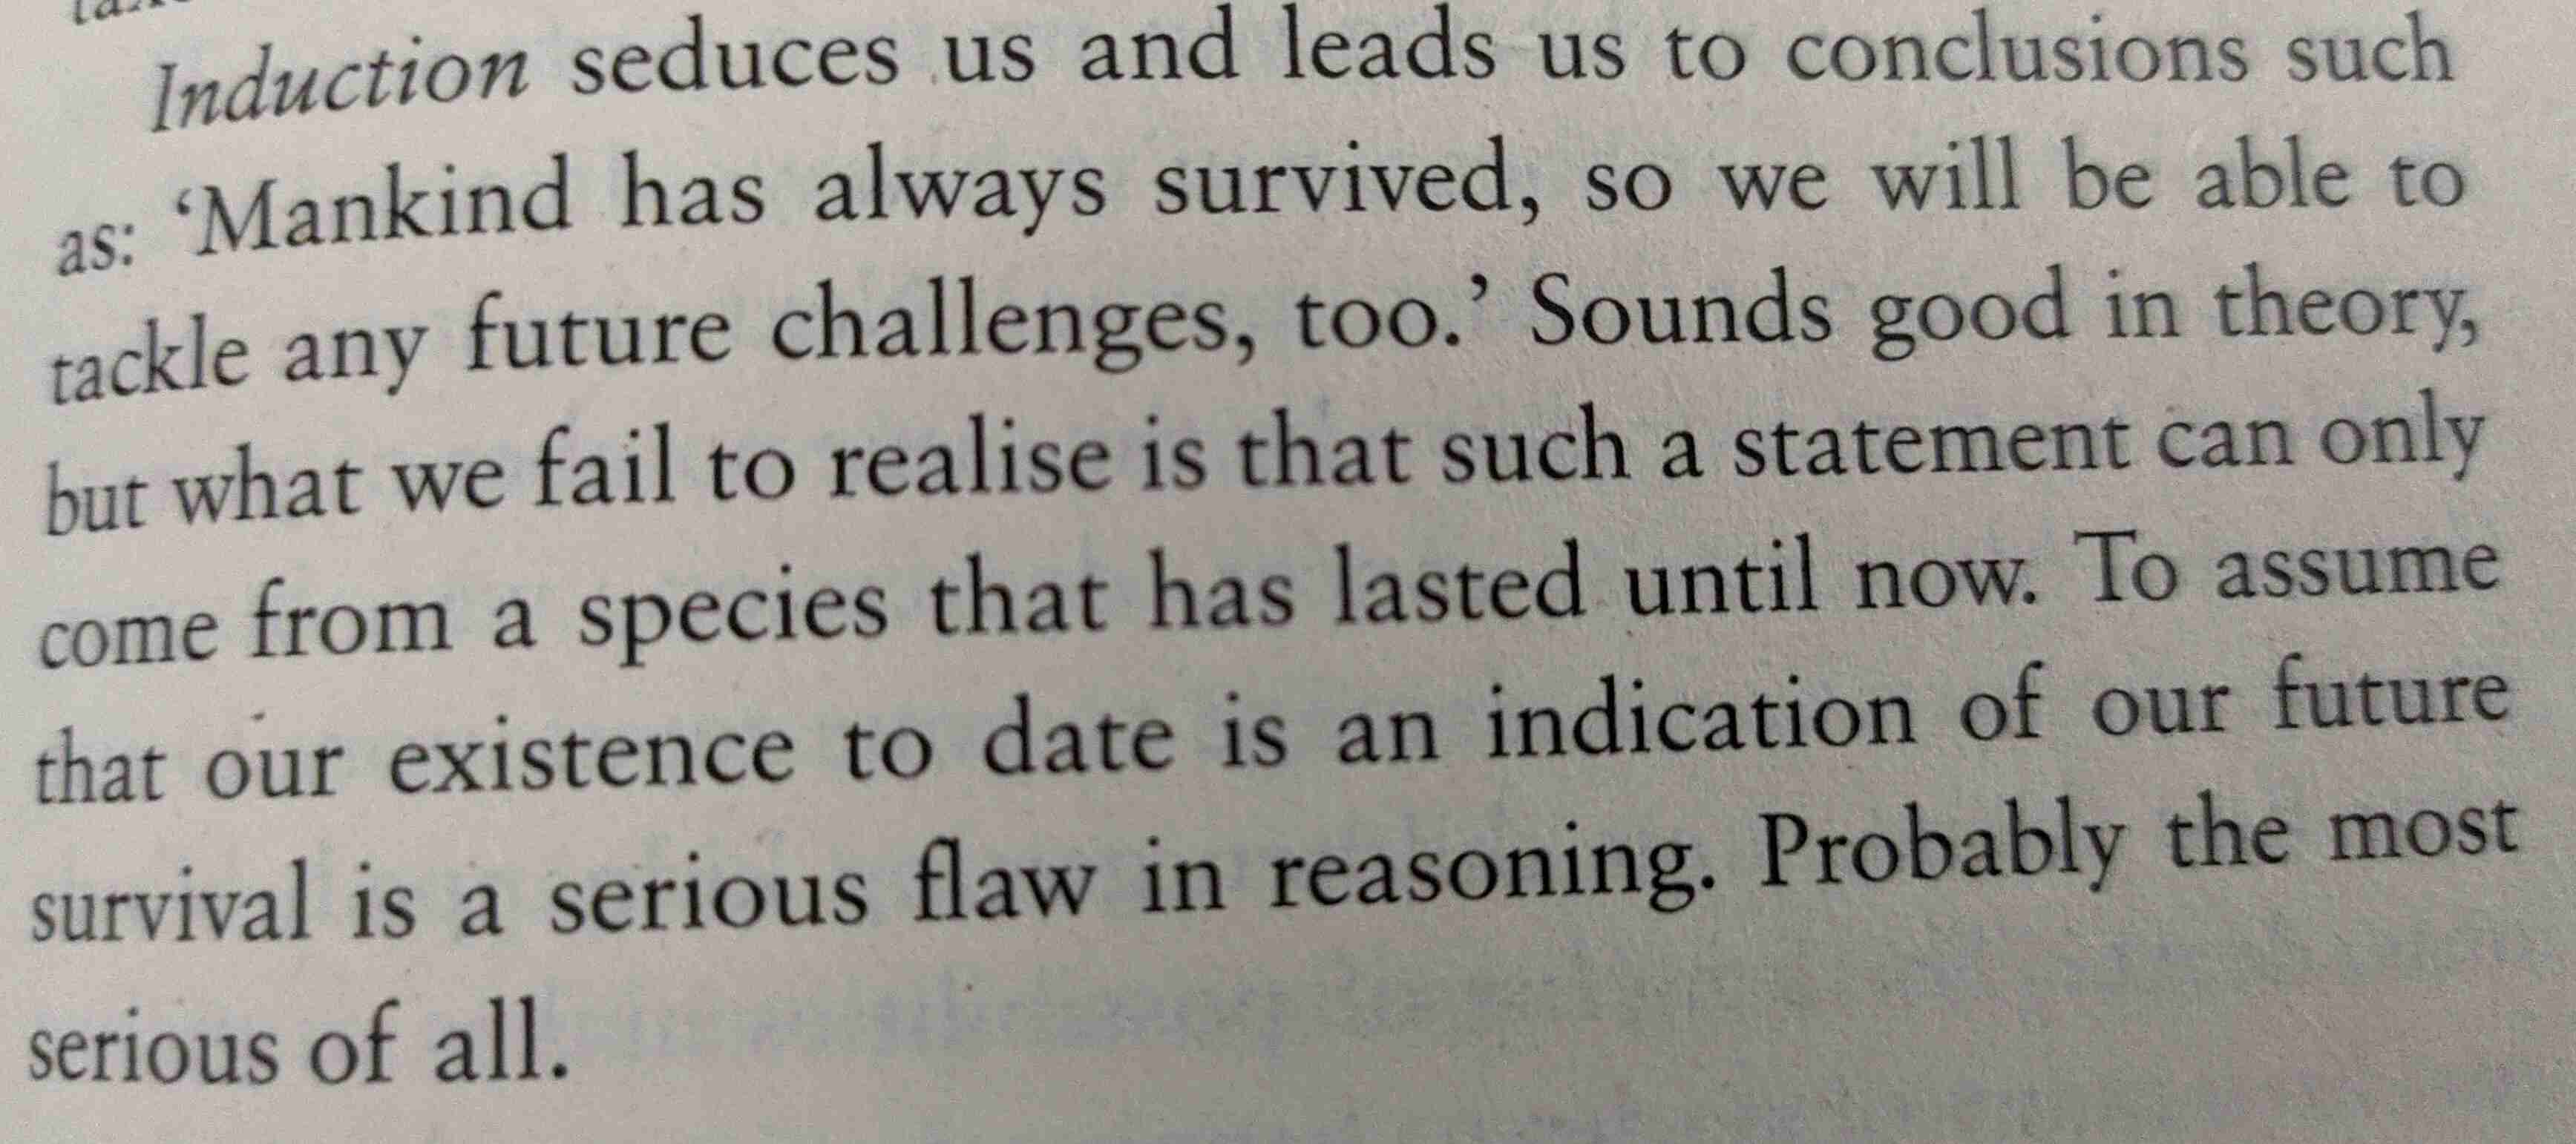 Induction seduces us and leads us to conclusions such
as: ‘Mankind has always survived, so we will be able to
tackle any future challenges, too.’ Sounds good in theory,
but what we fail to realise is that such a statement can only
come from a species that has lasted until now. To assume
that our existence to date is an indication of our future
survival is a serious flaw in reasoning. Probably the most
serious of all.